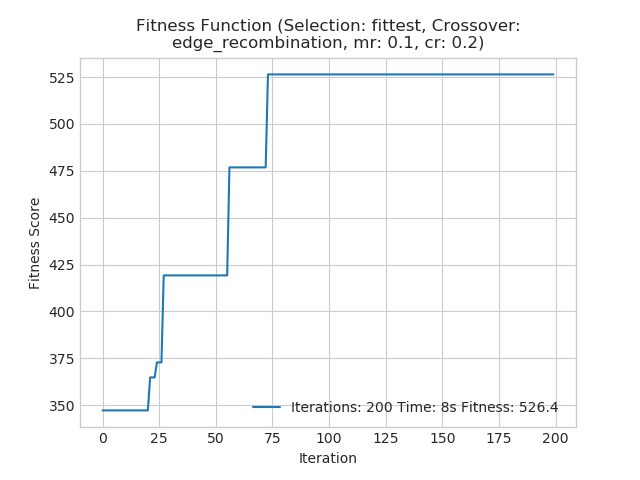 Fitness Function (Selection: fittest, Crossover:
edge_recombination, mr: 0.1, cr: 0.2)
525
500
475
450
425
400
375
350
Fitness Score
Iterations: 200 Time: 8s Fitness: 526.4
0 25 50 75 100 125 150 175 200
Iteration